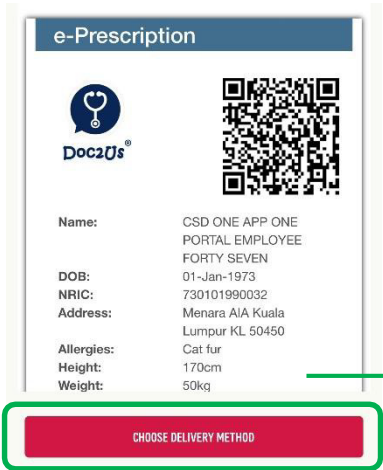 e-Prescription
Doc2Us®
Name: CSD ONE APP ONE
PORTAL EMPLOYEE
FORTY SEVEN
DOB: 01-Jan-1973
NRIC: 730101990032
Address: Menara AIA Kuala
Lumpur KL 50450
Allergies: Cat fur
Height: 170cm
Weight: 50kg
CHOOSE DELIVERY METHOD